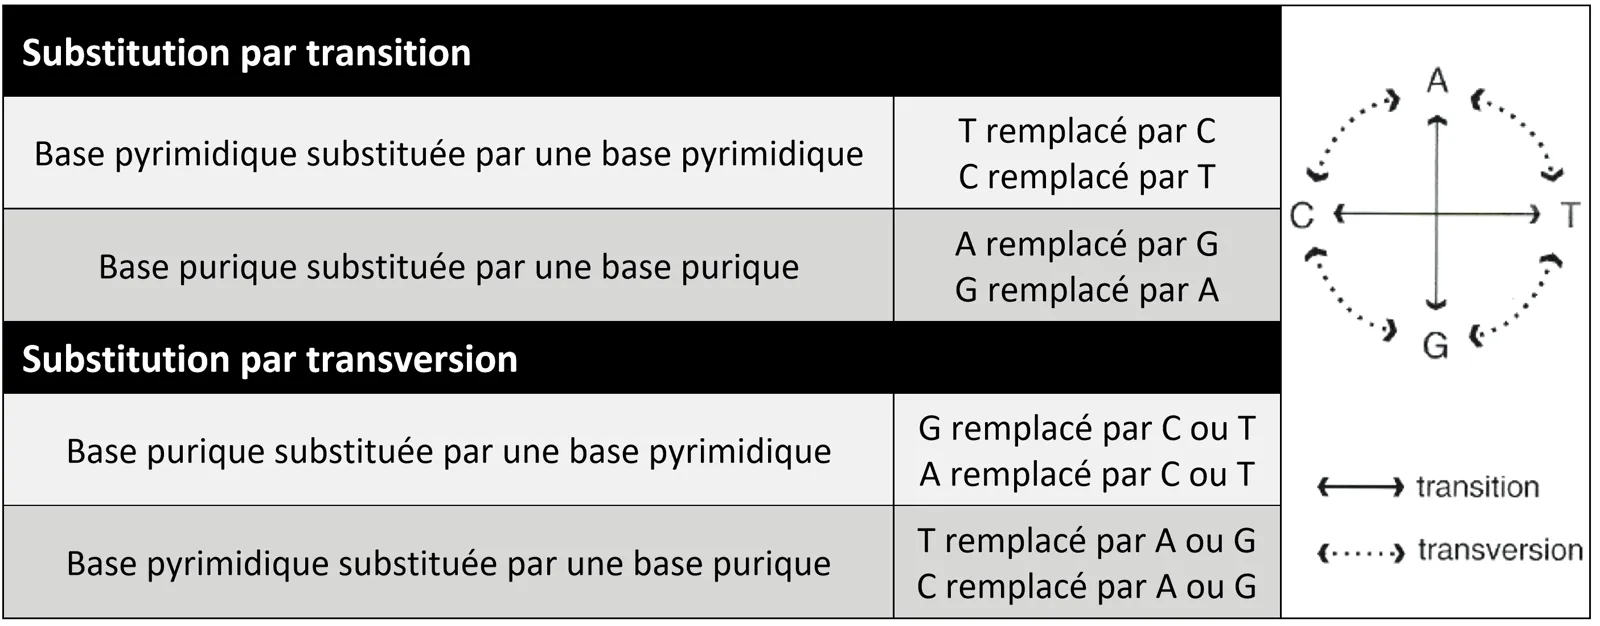 Substitution par transition
Base pyrimidique substituée par une base pyrimidique
T remplacé par C
C remplacé par T
Base purique substituée par une base purique
A remplacé par G
G remplacé par A
Substitution par transversion
Base purique substituée par une base pyrimidique
G remplacé par C ou T
A remplacé par C ou T
Base pyrimidique substituée par une base purique
T remplacé par A ou G
C remplacé par A ou G
A
C T
G
transition
transversion